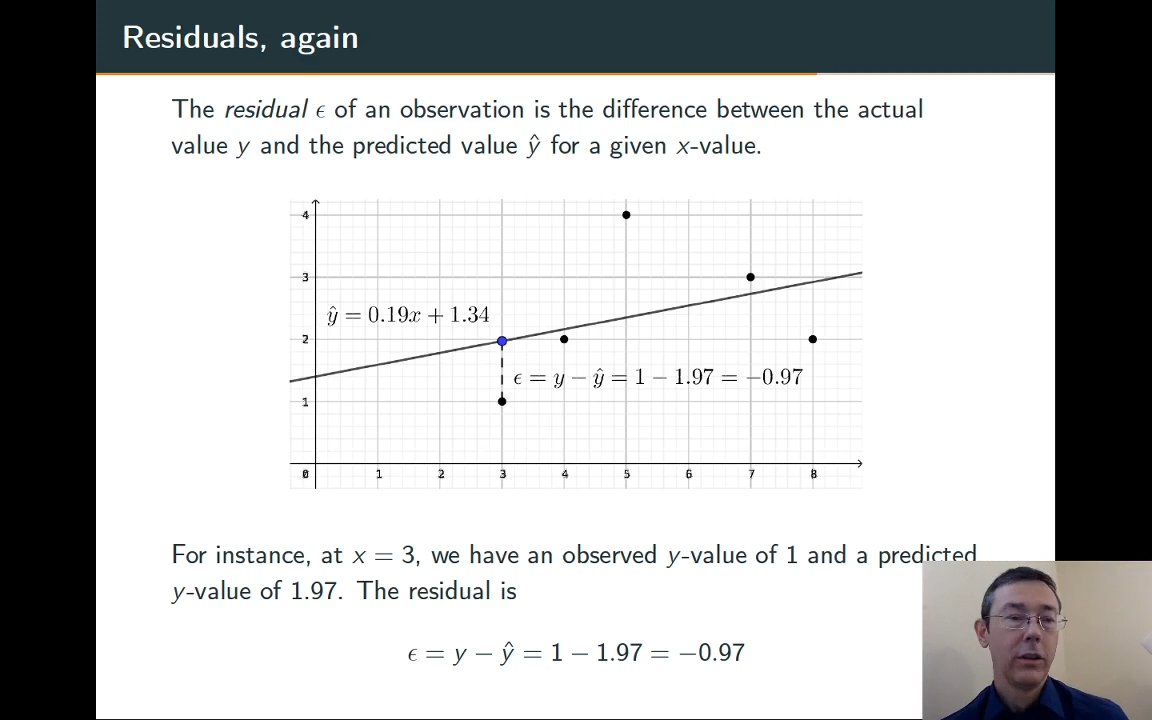 Residuals, again
The residual ϵ of an observation is the difference between the actual
value y and the predicted value ŷ for a given x-value.
4
3
ŷ = 0.19x + 1.34
2
ϵ = y − ŷ = 1 − 1.97 = −0.97
1
0 1 2 3 4 5 6 7 8
For instance, at x = 3, we have an observed y-value of 1 and a predicted
y-value of 1.97. The residual is
ϵ = y − ŷ = 1 − 1.97 = −0.97